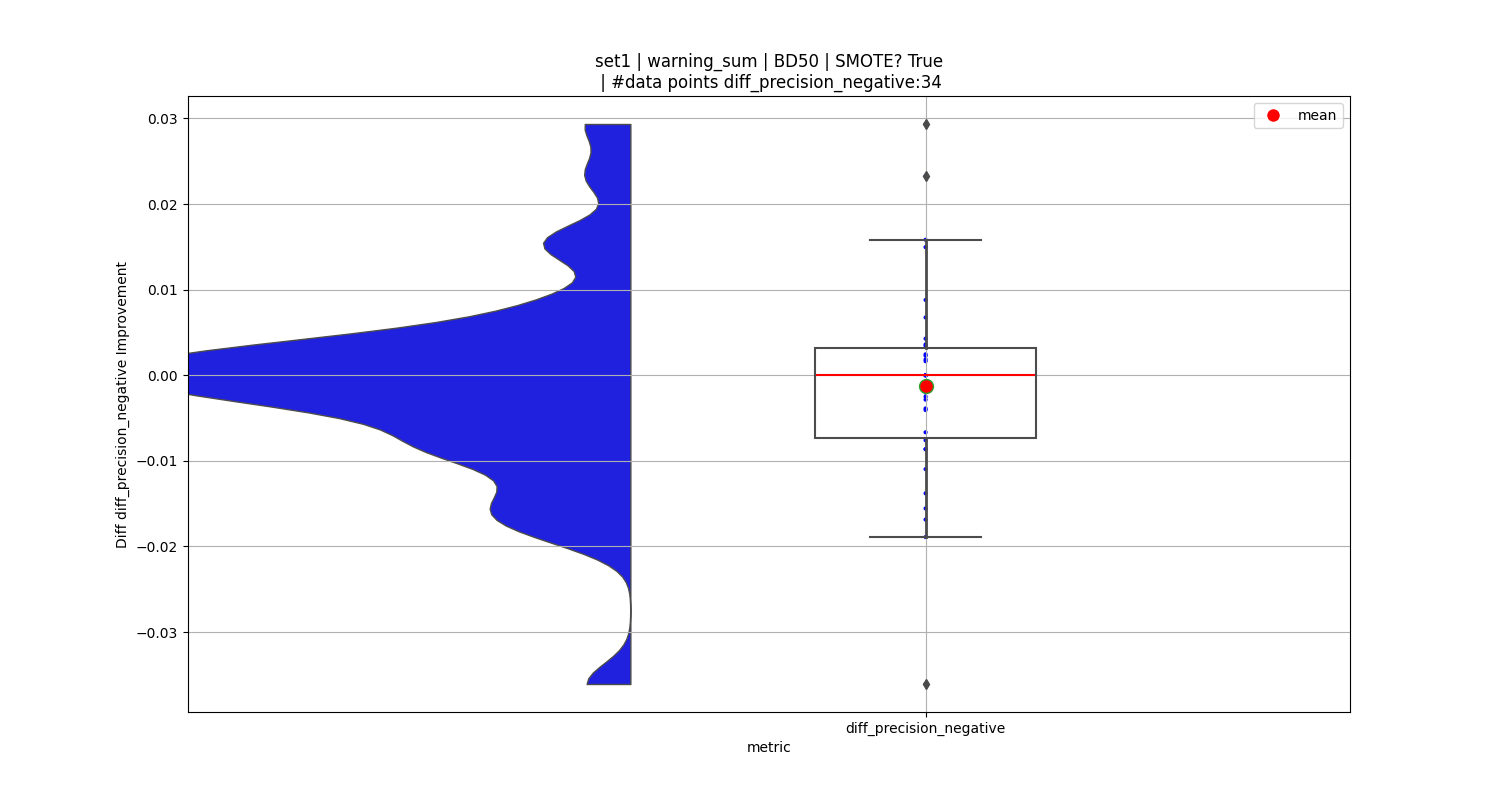 set1 | warning_sum | BD50 | SMOTE? True
| #data points diff_precision_negative:34
mean
0.03
0.02
0.01
0.00
−0.01
−0.02
−0.03
Diff diff_precision_negative Improvement
diff_precision_negative
metric